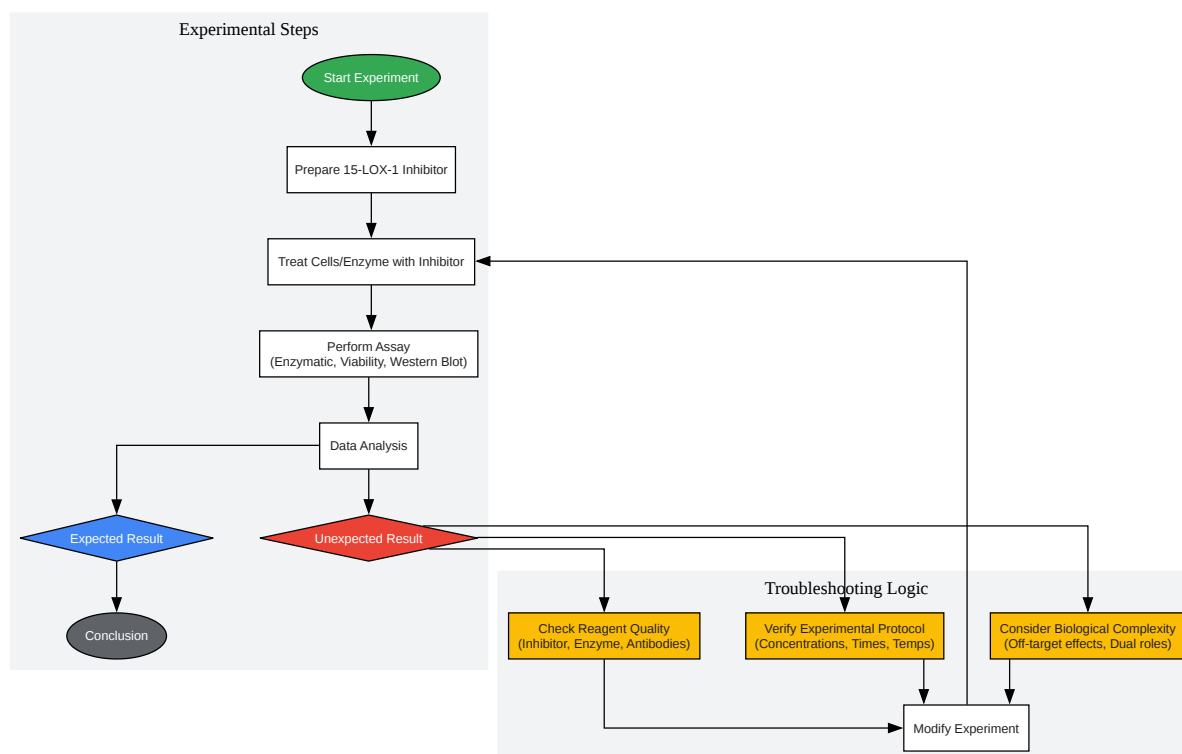 Experimental Steps
Start Experiment
Prepare 15-LOX-1 Inhibitor
Treat Cells/Enzyme with Inhibitor
Perform Assay
(Enzymatic, Viability, Western Blot)
Data Analysis
Expected Result
Unexpected Result
Conclusion
Troubleshooting Logic
Check Reagent Quality
(Inhibitor, Enzyme, Antibodies)
Verify Experimental Protocol
(Concentrations, Times, Temps)
Consider Biological Complexity
(Off-target effects, Dual roles)
Modify Experiment